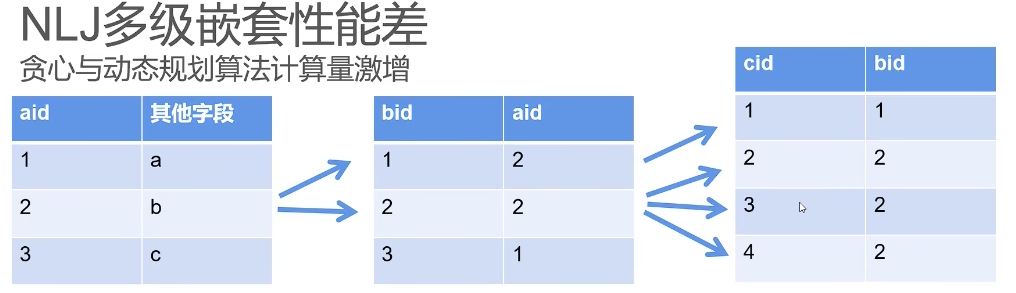 NLJ多级嵌套性能差
贪心与动态规划算法计算量激增
aid 其他字段
1 a
2 b
3 c
bid aid
1 2
2 2
3 1
cid bid
1 1
2 2
3 2
4 2